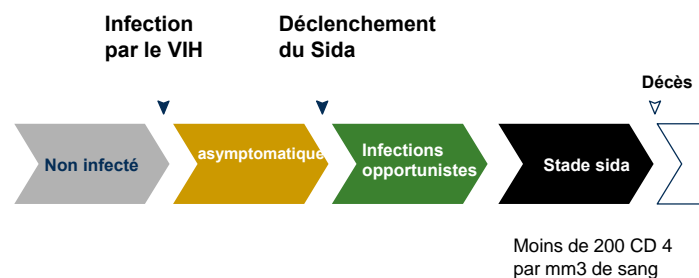 Infection
par le VIH
Déclenchement
du Sida
Décès
Non infecté
asymptomatique
Infections
opportunistes
Stade sida
Moins de 200 CD 4
par mm3 de sang